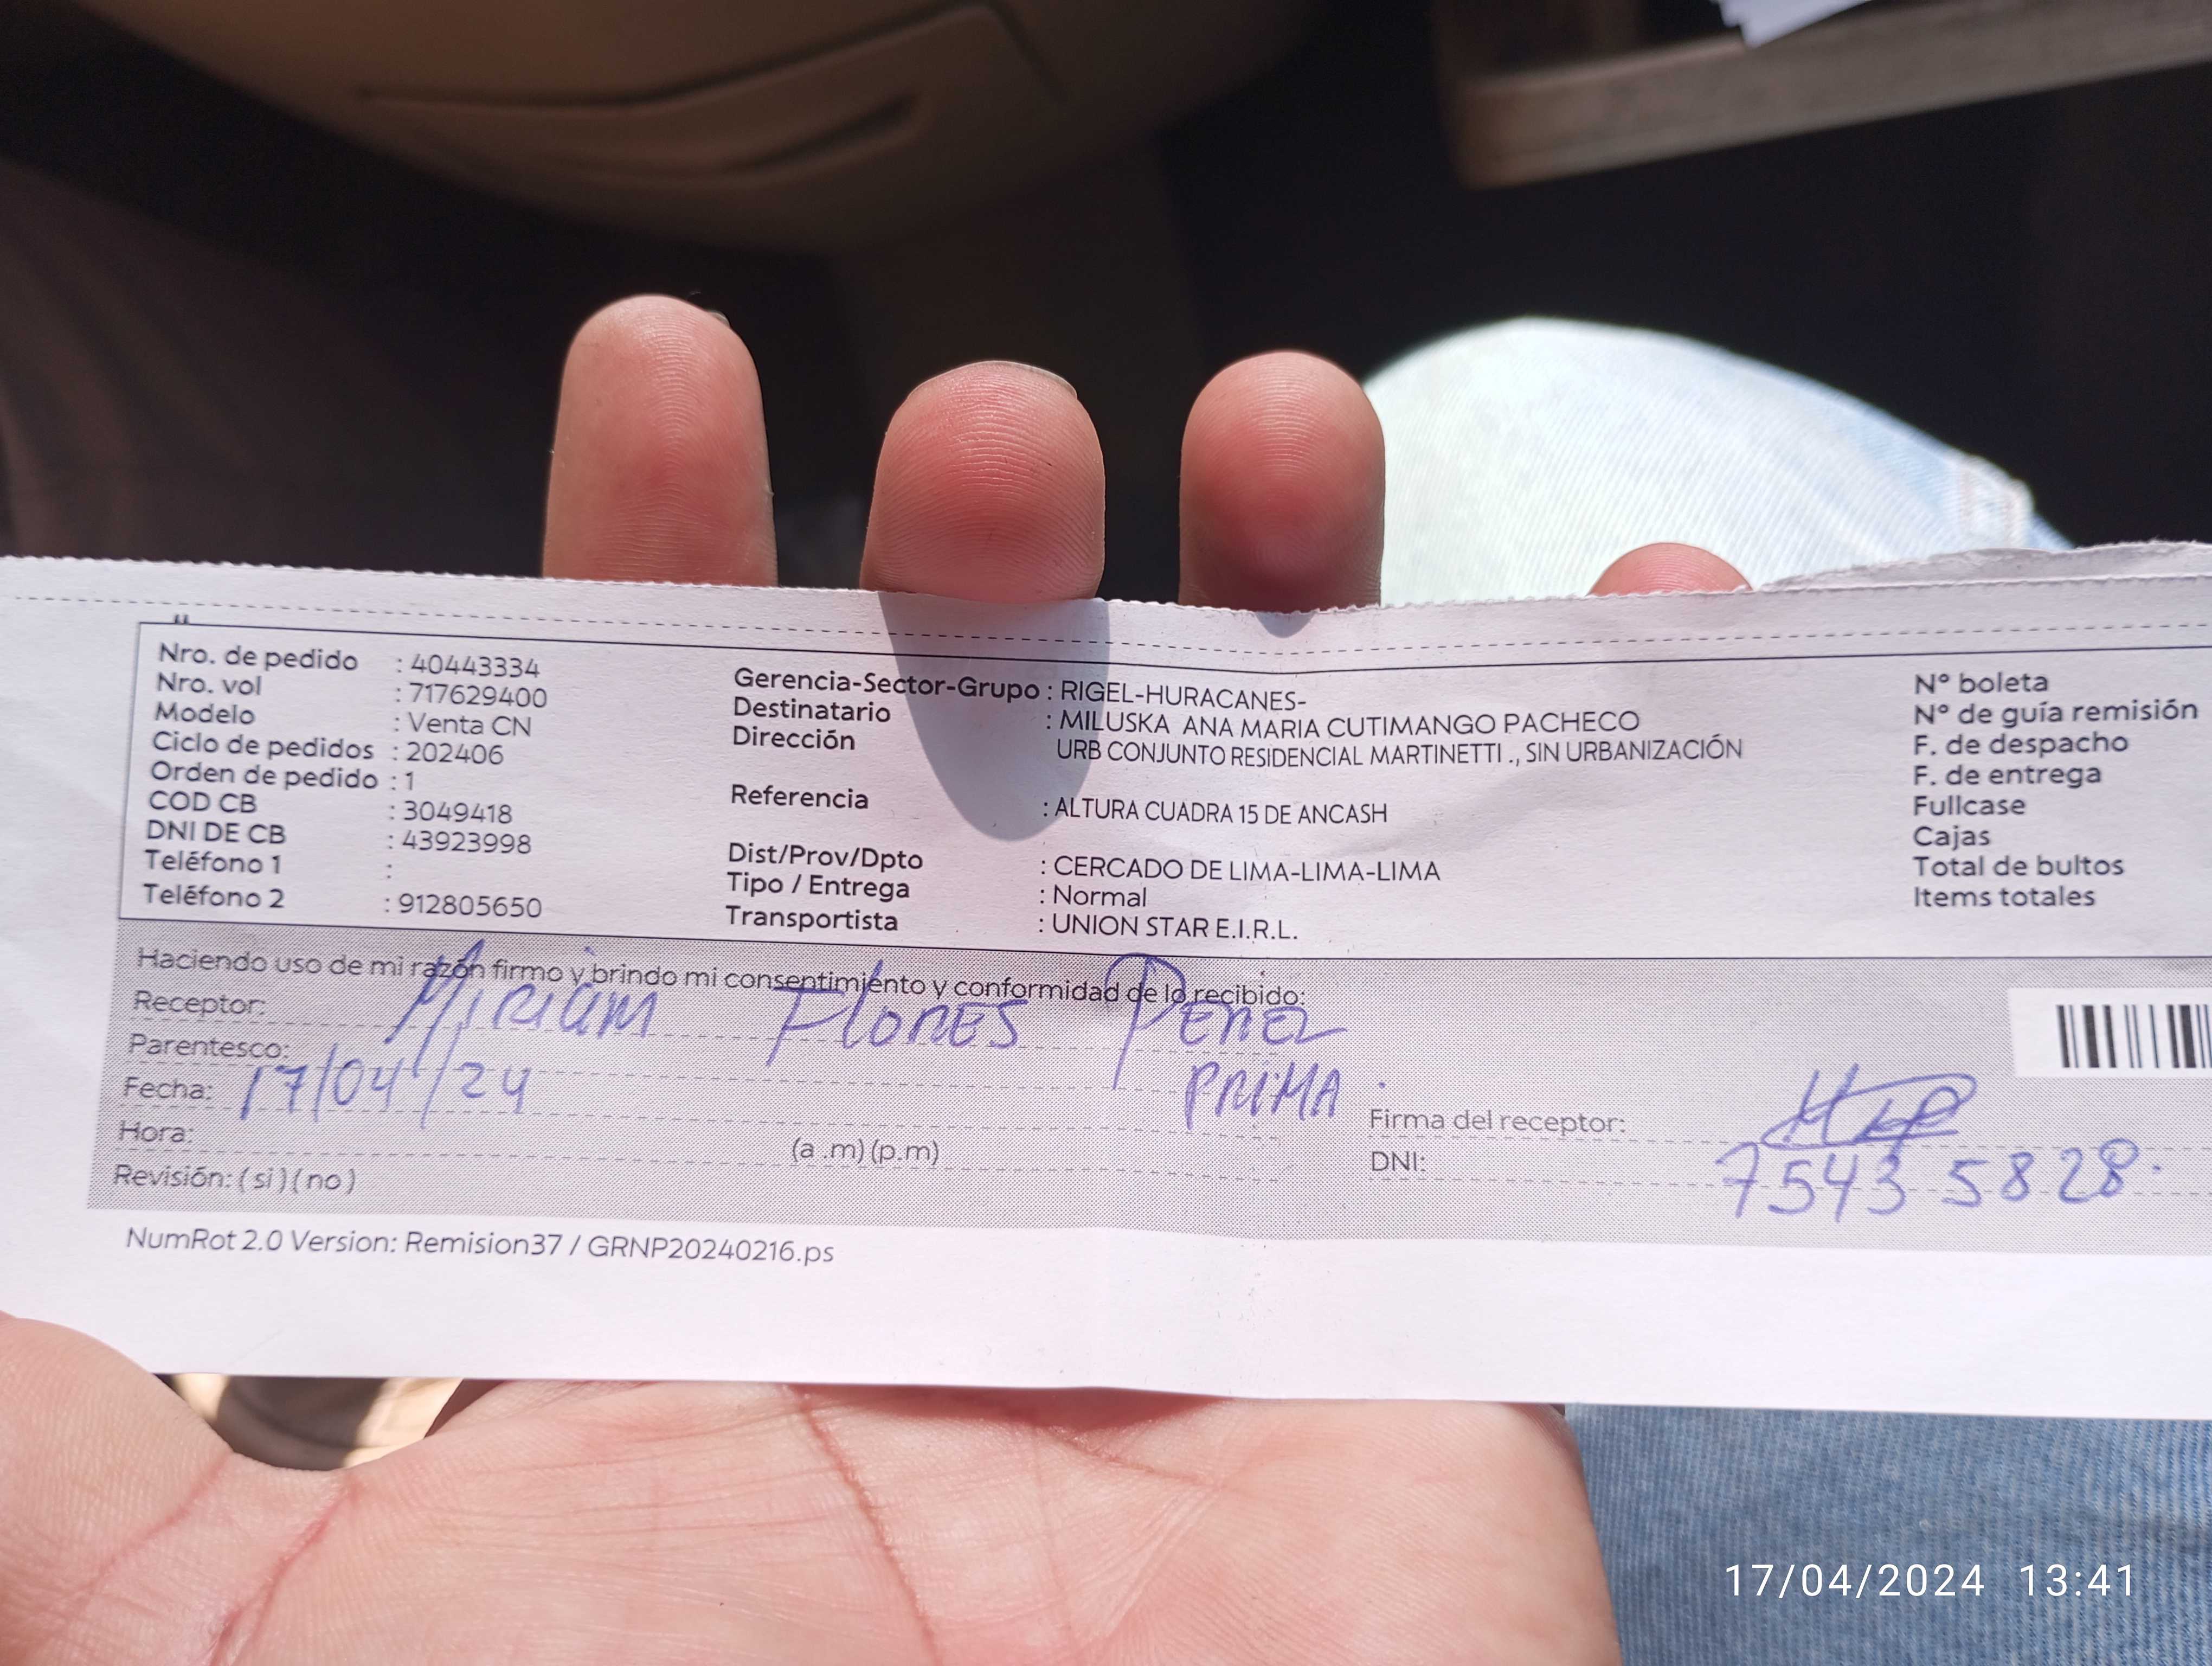 Nro. de pedido : 40443334
Nro. vol : 717629400
Modelo : Venta CN
Ciclo de pedidos : 202406
Orden de pedido : 1
COD CB : 3049418
DNI DE CB : 43923998
Teléfono 1 :
Teléfono 2 : 912805650
Gerencia-Sector-Grupo : RIGEL-HURACANES-
Destinatario : MILUSKA ANA MARIA CUTIMANGO PACHECO
Dirección URB CONJUNTO RESIDENCIAL MARTINETTI ., SIN URBANIZACIÓN
Referencia : ALTURA CUADRA 15 DE ANCASH
Dist/Prov/Dpto : CERCADO DE LIMA-LIMA-LIMA
Tipo / Entrega : Normal
Transportista : UNION STAR E.I.R.L.
N° boleta
N° de guía remisión
F. de despacho
F. de entrega
Fullcase
Cajas
Total de bultos
Items totales
Haciendo uso de mi razón firmo y brindo mi consentimiento y conformidad de lo recibido:
Receptor: Miriam Flores Perez
Parentesco: PRIMA.
Fecha: 17/04/24
Hora: (a .m) (p.m)
Revisión: ( si ) ( no )
Firma del receptor:
DNI: 75435828.
NumRot 2.0 Version: Remision37 / GRNP20240216.ps
17/04/2024 13:41